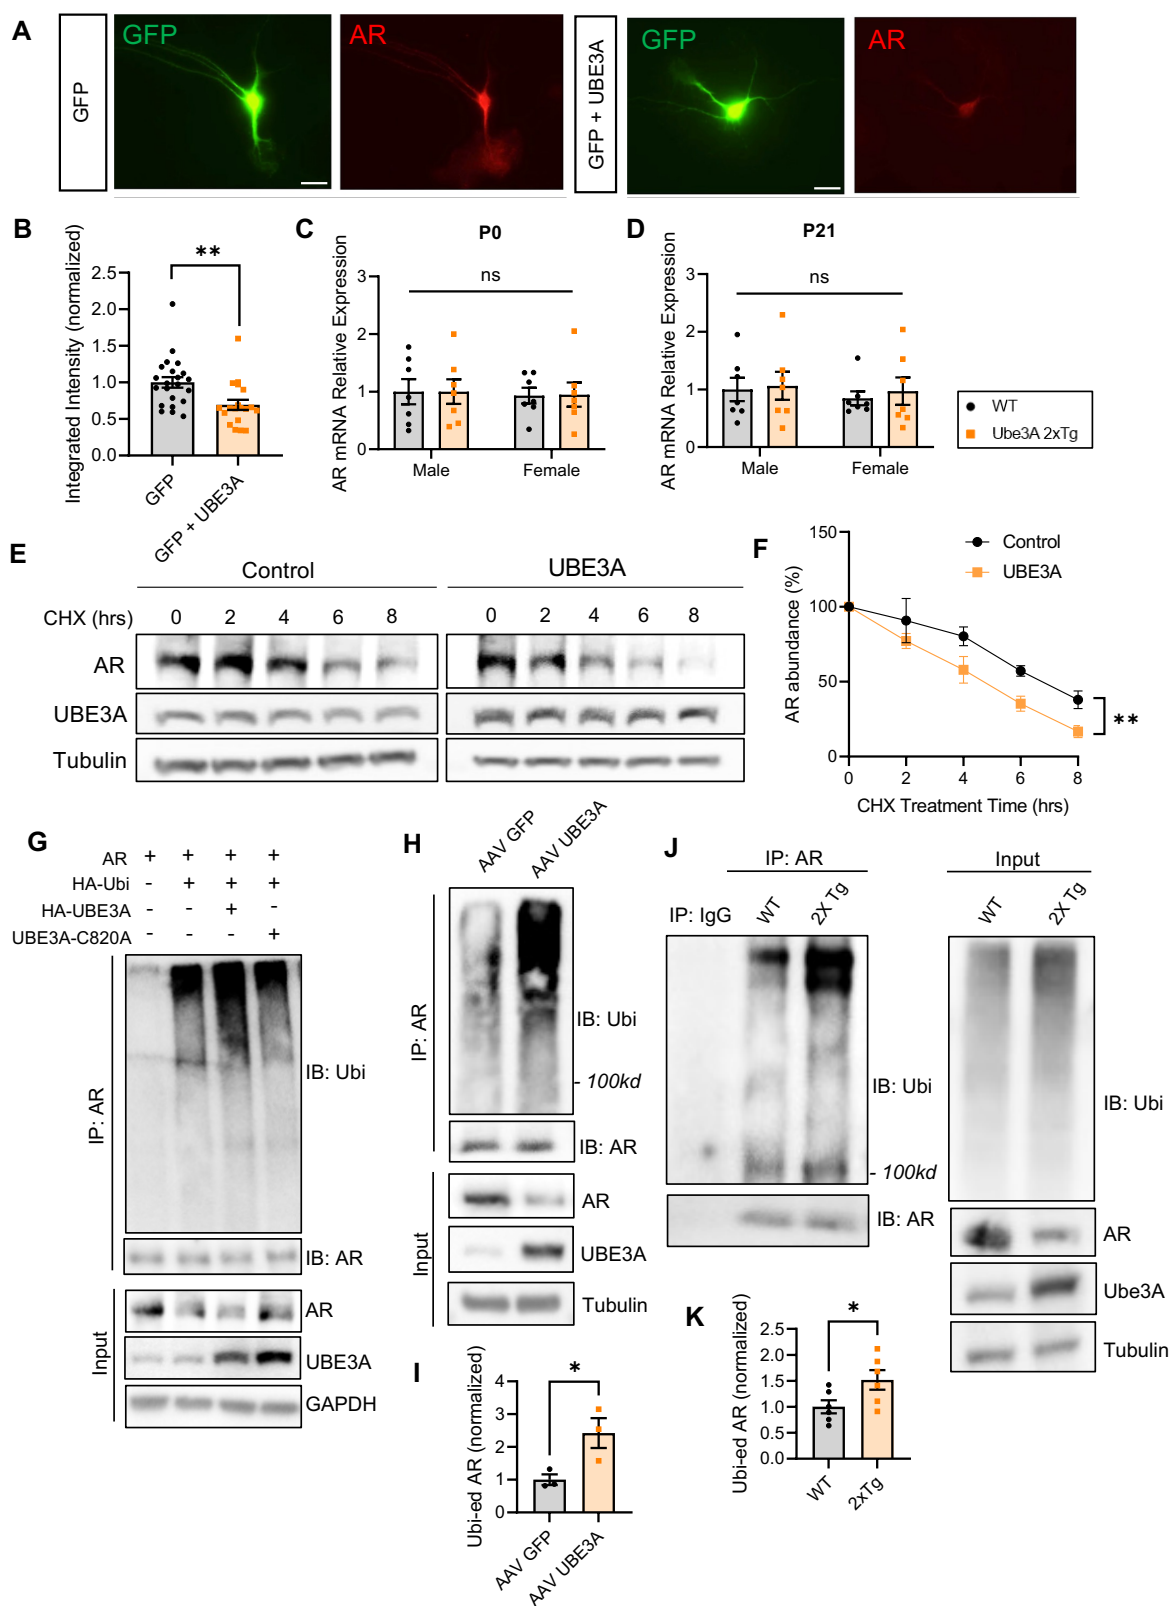 A
GFP
GFP
AR
GFP + UBE3A
GFP
AR
B
Integrated Intensity (normalized)
2.5
2.0
1.5
1.0
0.5
0.0
**
GFP
GFP + UBE3A
C
P0
AR mRNA Relative Expression
3
2
1
0
ns
Male
Female
D
P21
AR mRNA Relative Expression
3
2
1
0
ns
Male
Female
WT
Ube3A 2xTg
E
Control
UBE3A
CHX (hrs)
0 2 4 6 8
0 2 4 6 8
AR
UBE3A
Tubulin
F
AR abundance (%)
150
100
50
0
Control
UBE3A
**
0 2 4 6 8
CHX Treatment Time (hrs)
G
AR + + + +
HA-Ubi - + + +
HA-UBE3A - - + -
UBE3A-C820A - - - +
IP: AR
IB: Ubi
IB: AR
Input
AR
UBE3A
GAPDH
H
AAV GFP
AAV UBE3A
IP: AR
IB: Ubi
- 100kd
IB: AR
Input
AR
UBE3A
Tubulin
I
Ubi-ed AR (normalized)
4
3
2
1
0
*
AAV GFP
AAV UBE3A
J
IP: AR
IP: IgG
WT
2X Tg
IB: Ubi
- 100kd
IB: AR
Input
WT
2X Tg
IB: Ubi
AR
Ube3A
Tubulin
K
Ubi-ed AR (normalized)
2.5
2.0
1.5
1.0
0.5
0.0
*
WT
2xTg